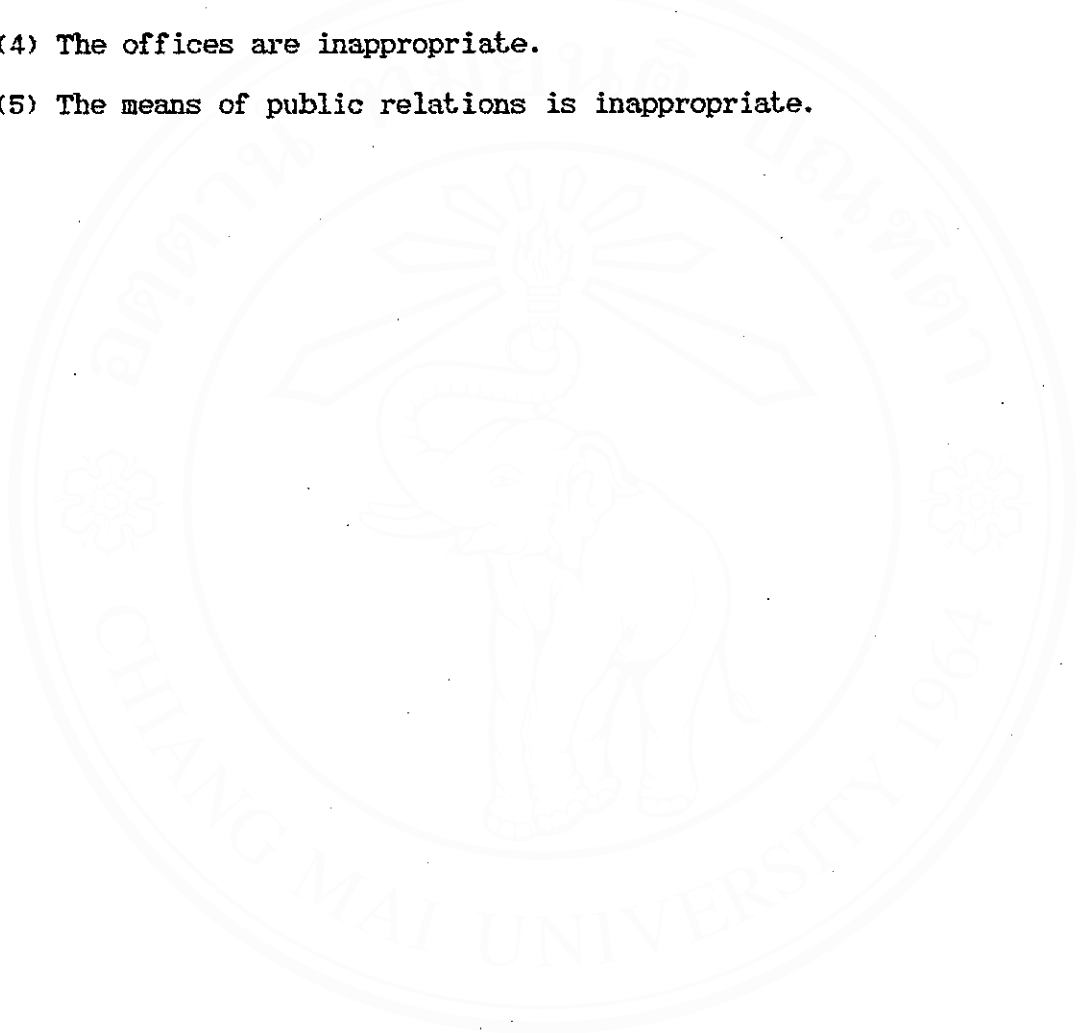 (4) The offices are inappropriate.
(5) The means of public relations is inappropriate.
CHIANG MAI UNIVERSITY 1964